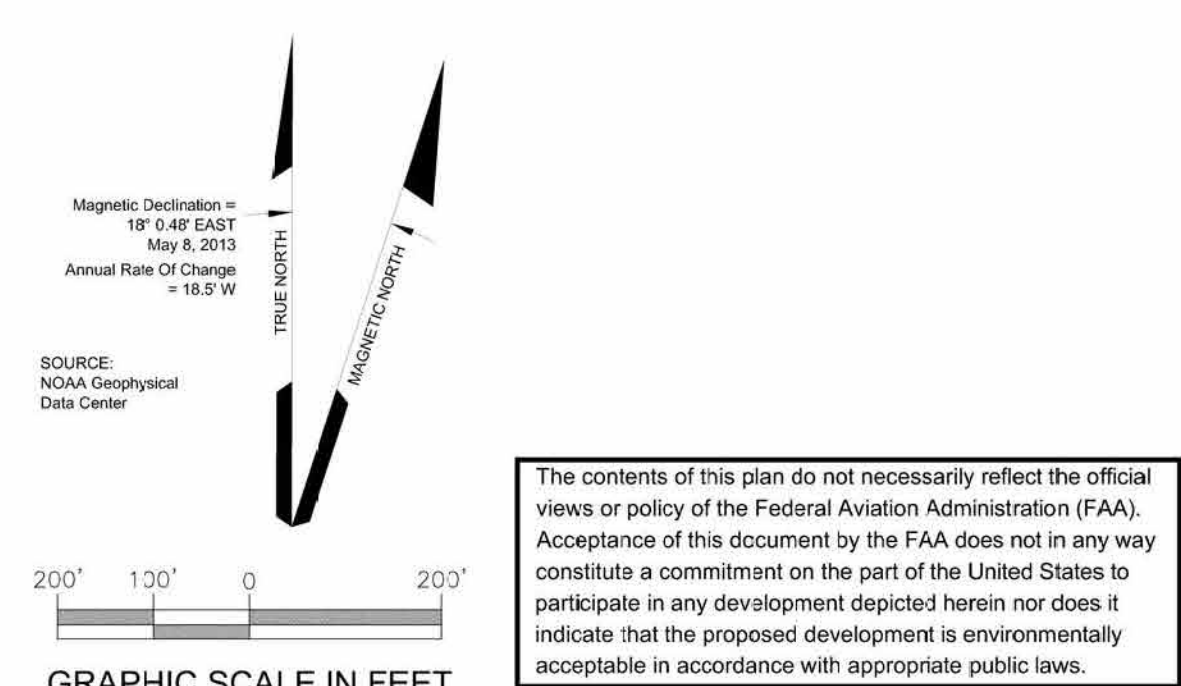 Magnetic Declination =
18° 0.48' EAST
May 8, 2013
Annual Rate Of Change
= 18.5' W
TRUE NORTH
MAGNETIC NORTH
SOURCE:
NOAA Geophysical
Data Center
200' 100' 0 200'
GRAPHIC SCALE IN FEET
The contents of this plan do not necessarily reflect the official
views or policy of the Federal Aviation Administration (FAA).
Acceptance of this document by the FAA does not in any way
constitute a commitment on the part of the United States to
participate in any development depicted herein nor does it
indicate that the proposed development is environmentally
acceptable in accordance with appropriate public laws.